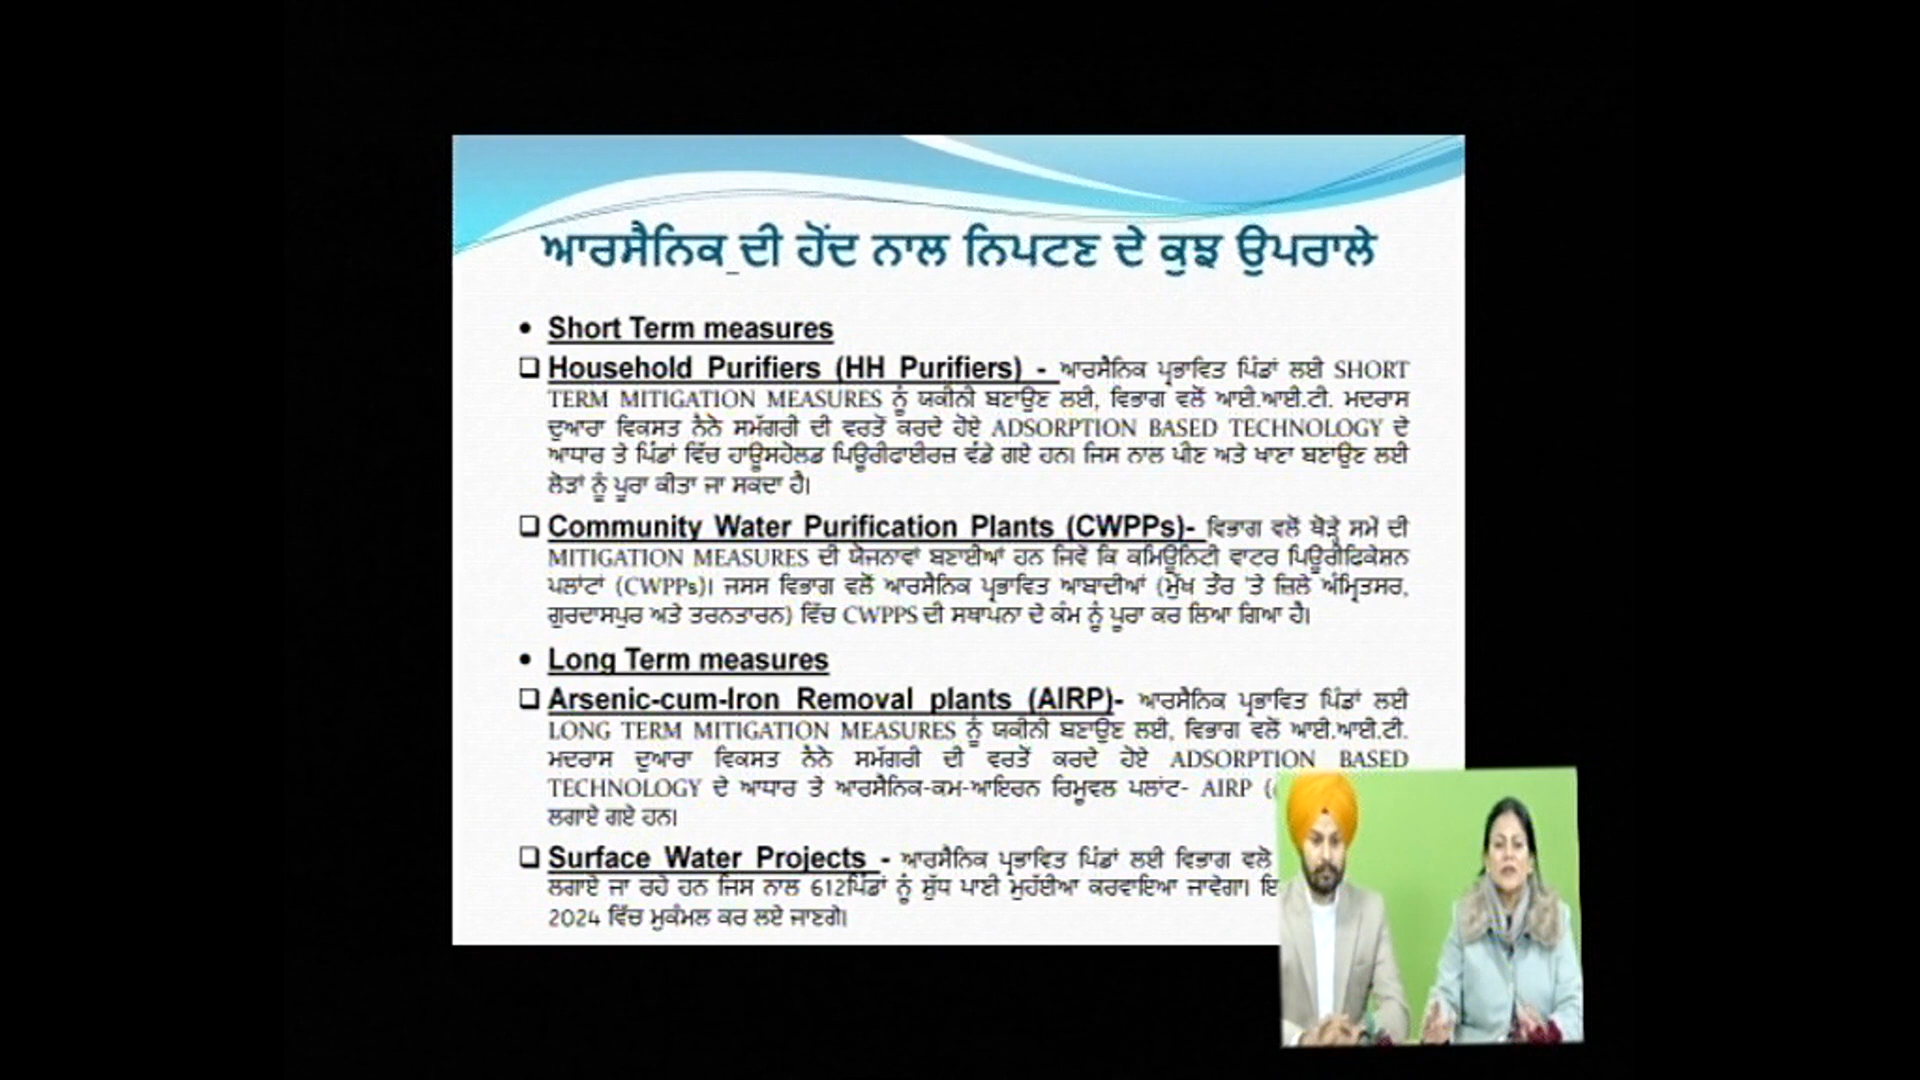 ਆਰਸੈਨਿਕ ਦੀ ਹੋਂਦ ਨਾਲ ਨਿਪਟਣ ਦੇ ਕੁਝ ਉਪਰਾਲੇ
• Short Term measures
❑ Household Purifiers (HH Purifiers) - ਆਰਸੈਨਿਕ ਪ੍ਰਭਾਵਿਤ ਪਿੰਡਾਂ ਲਈ SHORT
TERM MITIGATION MEASURES ਨੂੰ ਯਕੀਨੀ ਬਣਾਉਣ ਲਈ, ਵਿਭਾਗ ਵਲੋਂ ਆਈ.ਆਈ.ਟੀ. ਮਦਰਾਸ
ਦੁਆਰਾ ਵਿਕਸਤ ਨੈਨੋ ਸਮੱਗਰੀ ਦੀ ਵਰਤੋਂ ਕਰਦੇ ਹੋਏ ADSORPTION BASED TECHNOLOGY ਦੇ
ਆਧਾਰ ਤੇ ਪਿੰਡਾਂ ਵਿੱਚ ਹਾਊਸਹੋਲਡ ਪਿਊਰੀਫਾਈਰਜ਼ ਵੰਡੇ ਗਏ ਹਨ। ਜਿਸ ਨਾਲ ਪੀਣ ਅਤੇ ਖਾਣਾ ਬਣਾਉਣ ਲਈ
ਲੋੜਾਂ ਨੂੰ ਪੂਰਾ ਕੀਤਾ ਜਾ ਸਕਦਾ ਹੈ।
❑ Community Water Purification Plants (CWPPs)- ਵਿਭਾਗ ਵਲੋਂ ਥੋੜ੍ਹੇ ਸਮੇਂ ਦੀ
MITIGATION MEASURES ਦੀ ਯੋਜਨਾਵਾਂ ਬਣਾਈਆਂ ਹਨ ਜਿਵੇਂ ਕਿ ਕਮਿਊਨਿਟੀ ਵਾਟਰ ਪਿਊਰੀਫਿਕੇਸ਼ਨ
ਪਲਾਂਟਾਂ (CWPPs)। ਜਸਸ ਵਿਭਾਗ ਵਲੋਂ ਆਰਸੈਨਿਕ ਪ੍ਰਭਾਵਿਤ ਆਬਾਦੀਆਂ (ਮੁੱਖ ਤੌਰ 'ਤੇ ਜ਼ਿਲੇ ਅੰਮ੍ਰਿਤਸਰ,
ਗੁਰਦਾਸਪੁਰ ਅਤੇ ਤਰਨਤਾਰਨ) ਵਿੱਚ CWPPS ਦੀ ਸਥਾਪਨਾ ਦੇ ਕੰਮ ਨੂੰ ਪੂਰਾ ਕਰ ਲਿਆ ਗਿਆ ਹੈ।
• Long Term measures
❑ Arsenic-cum-Iron Removal plants (AIRP)- ਆਰਸੈਨਿਕ ਪ੍ਰਭਾਵਿਤ ਪਿੰਡਾਂ ਲਈ
LONG TERM MITIGATION MEASURES ਨੂੰ ਯਕੀਨੀ ਬਣਾਉਣ ਲਈ, ਵਿਭਾਗ ਵਲੋਂ ਆਈ.ਆਈ.ਟੀ.
ਮਦਰਾਸ ਦੁਆਰਾ ਵਿਕਸਤ ਨੈਨੋ ਸਮੱਗਰੀ ਦੀ ਵਰਤੋਂ ਕਰਦੇ ਹੋਏ ADSORPTION BASED
TECHNOLOGY ਦੇ ਆਧਾਰ ਤੇ ਆਰਸੈਨਿਕ-ਕਮ-ਆਇਰਨ ਰਿਮੂਵਲ ਪਲਾਂਟ- AIRP (
ਲਗਾਏ ਗਏ ਹਨ।
❑ Surface Water Projects - ਆਰਸੈਨਿਕ ਪ੍ਰਭਾਵਿਤ ਪਿੰਡਾਂ ਲਈ ਵਿਭਾਗ ਵਲੋ
ਲਗਾਏ ਜਾ ਰਹੇ ਹਨ ਜਿਸ ਨਾਲ 612ਪਿੰਡਾਂ ਨੂੰ ਸ਼ੁੱਧ ਪਾਣੀ ਮੁਹੱਈਆ ਕਰਵਾਇਆ ਜਾਵੇਗਾ।
2024 ਵਿੱਚ ਮੁਕੰਮਲ ਕਰ ਲਏ ਜਾਣਗੇ।